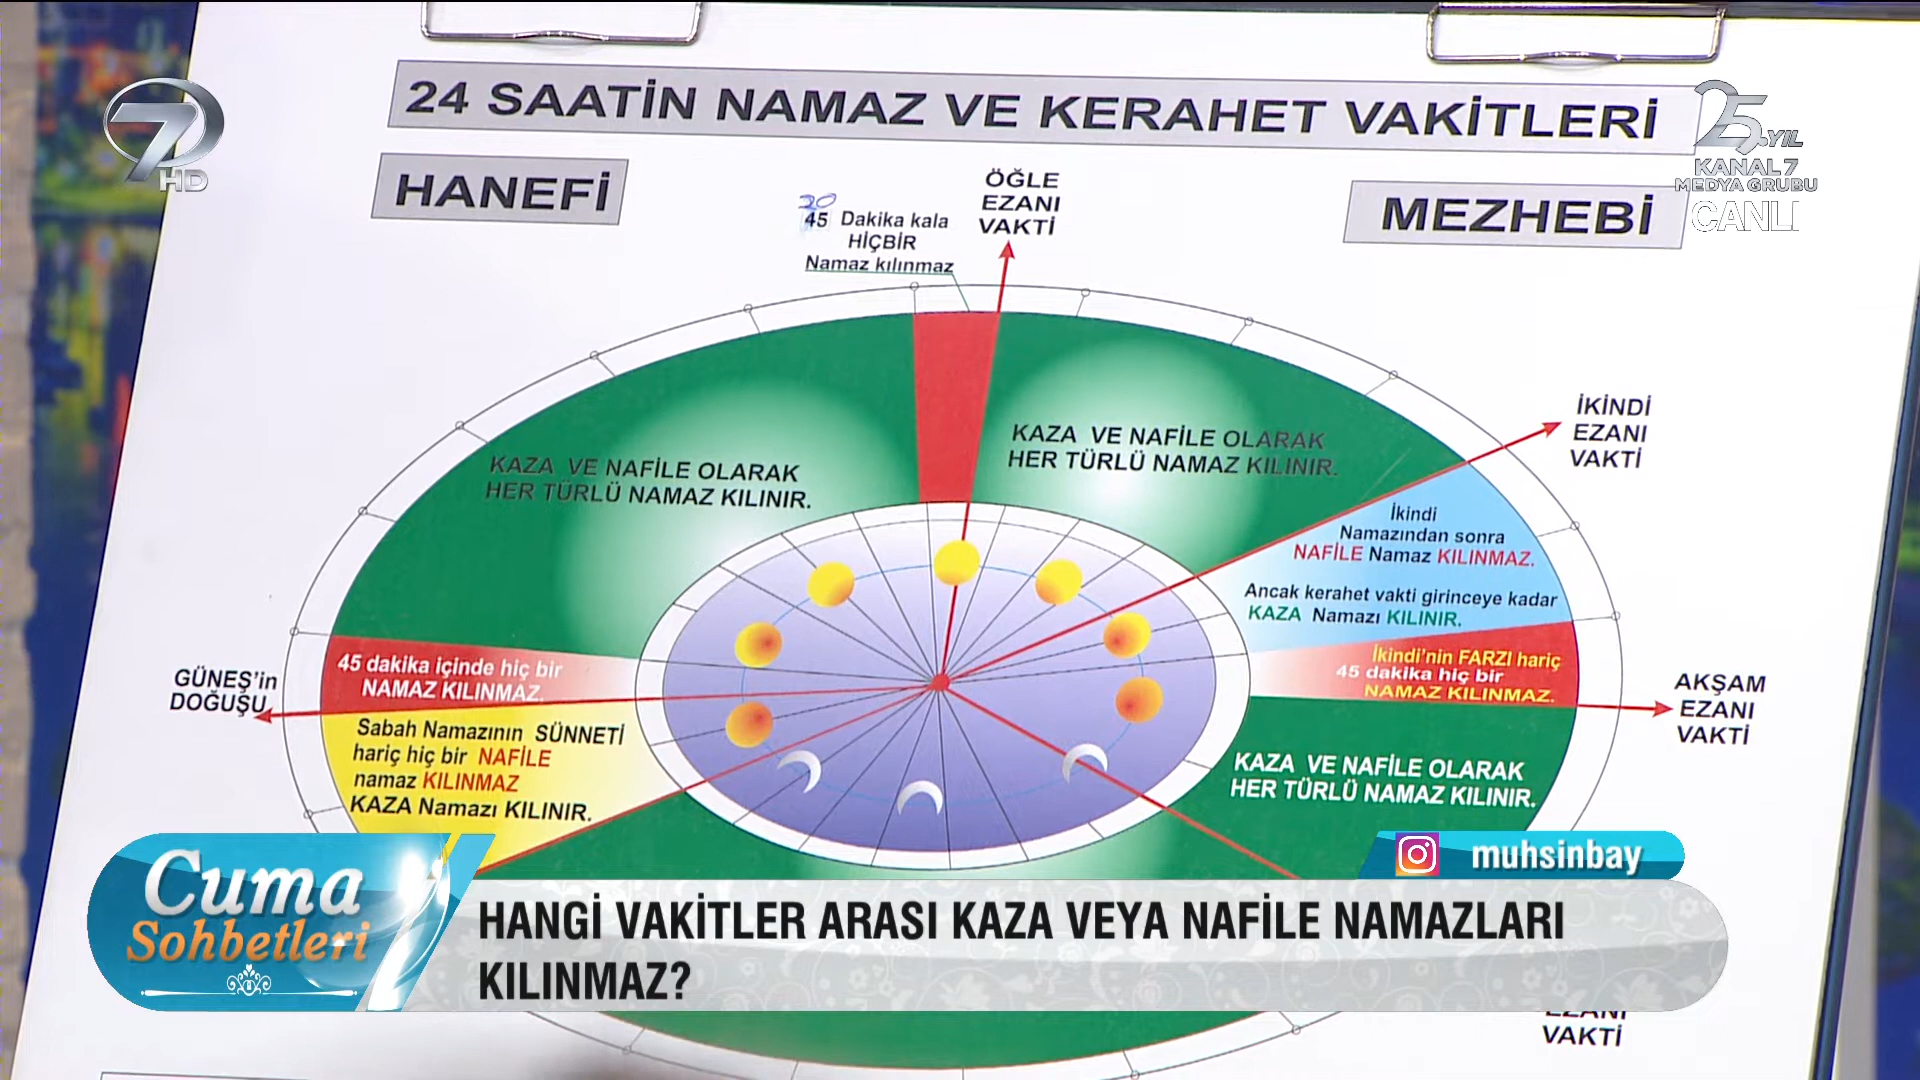 24 SAATİN NAMAZ VE KERAHET VAKİTLERİ
7
HD
25.YIL
KANAL 7
MEDYA GRUBU
CANLI
HANEFİ
MEZHEBİ
20
45 Dakika kala
HİÇBİR
Namaz kılınmaz
ÖĞLE
EZANI
VAKTİ
İKİNDİ
EZANI
VAKTİ
KAZA VE NAFİLE OLARAK
HER TÜRLÜ NAMAZ KILINIR.
KAZA VE NAFİLE OLARAK
HER TÜRLÜ NAMAZ KILINIR.
İkindi
Namazından sonra
NAFİLE Namaz KILINMAZ.
Ancak kerahet vakti girinceye kadar
KAZA Namazı KILINIR.
45 dakika içinde hiç bir
NAMAZ KILINMAZ.
İkindi'nin FARZI hariç
45 dakika hiç bir
NAMAZ KILINMAZ.
GÜNEŞ'in
DOĞUŞU
AKŞAM
EZANI
VAKTİ
Sabah Namazının SÜNNETİ
hariç hiç bir NAFİLE
namaz KILINMAZ
KAZA Namazı KILINIR.
KAZA VE NAFİLE OLARAK
HER TÜRLÜ NAMAZ KILINIR.
muhsinbay
Cuma
Sohbetleri
HANGİ VAKİTLER ARASI KAZA VEYA NAFİLE NAMAZLARI
KILINMAZ?
EZANI
VAKTİ